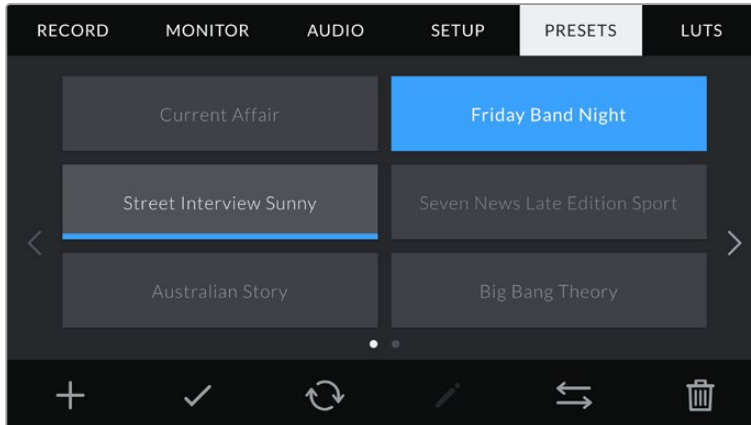 RECORD MONITOR AUDIO SETUP PRESETS LUTS
Current Affair Friday Band Night
Street Interview Sunny Seven News Late Edition Sport
Australian Story Big Bang Theory